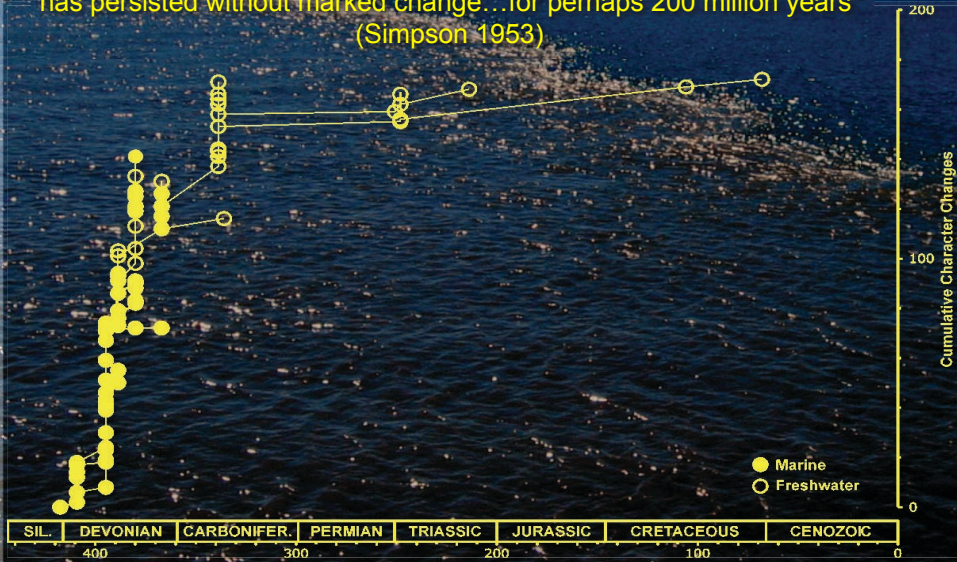 has persisted without marked change…for perhaps 200 million years
(Simpson 1953)
200
100
Cumulative Character Changes
Marine
Freshwater
0
SIL. DEVONIAN CARBONIFER. PERMIAN TRIASSIC JURASSIC CRETACEOUS CENOZOIC
400 300 200 100 0